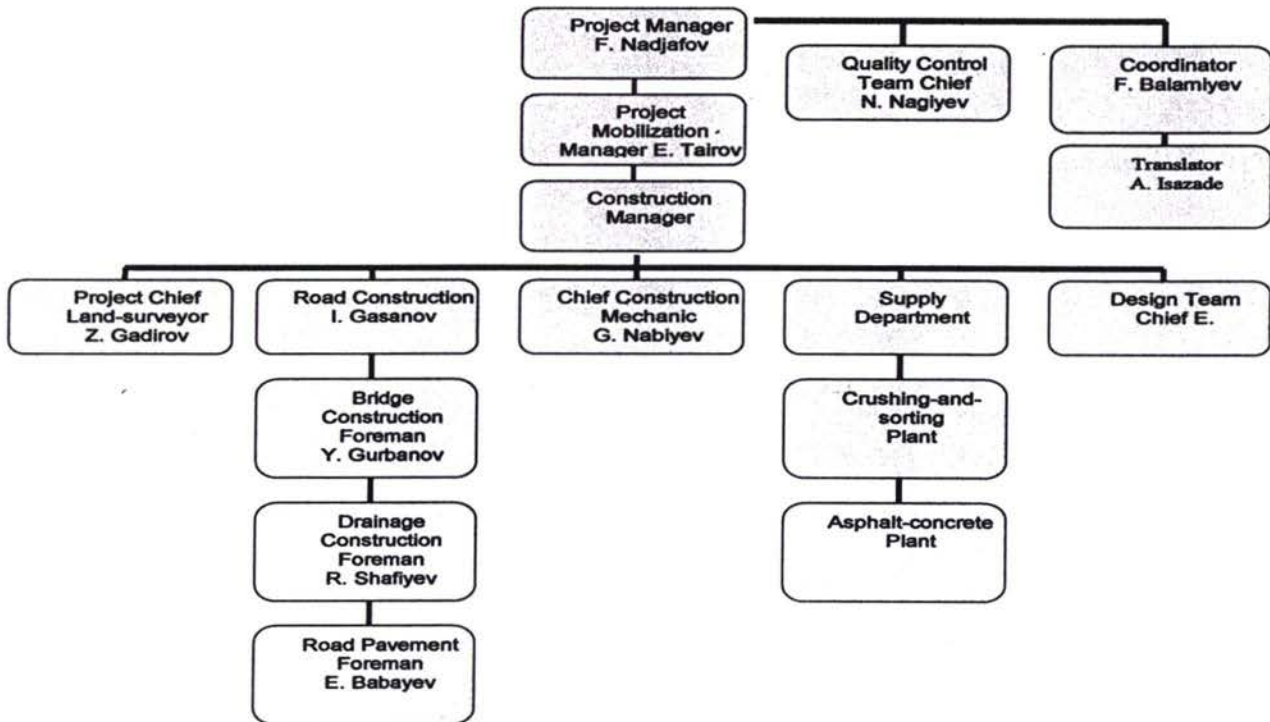 Project Manager
F. Nadjafov
Quality Control
Team Chief
N. Nagiyev
Coordinator
F. Balamiyev
Project
Mobilization
Manager E. Tairov
Translator
A. Isazade
Construction
Manager
Project Chief
Land-surveyor
Z. Gadirov
Road Construction
I. Gasanov
Chief Construction
Mechanic
G. Nabiyev
Supply
Department
Design Team
Chief E.
Bridge
Construction
Foreman
Y. Gurbanov
Crushing-and-
sorting
Plant
Drainage
Construction
Foreman
R. Shafiyev
Asphalt-concrete
Plant
Road Pavement
Foreman
E. Babayev